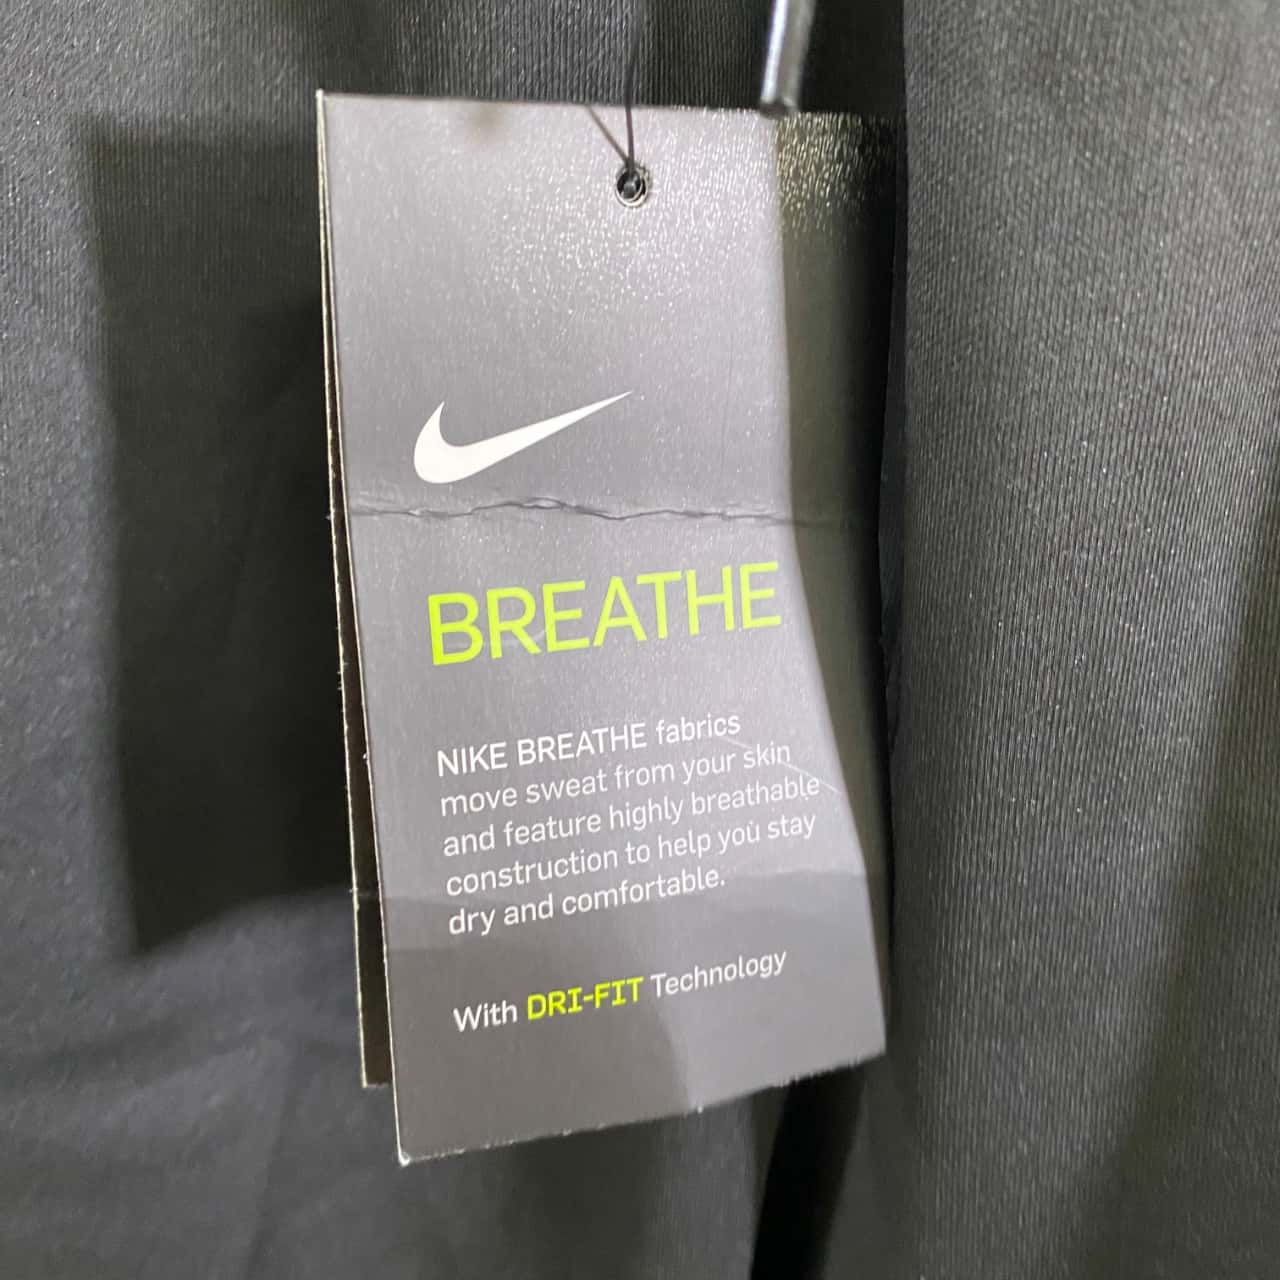 BREATHE
NIKE BREATHE fabrics
move sweat from your skin
and feature highly breathable
construction to help you stay
dry and comfortable.
With DRI-FIT Technology